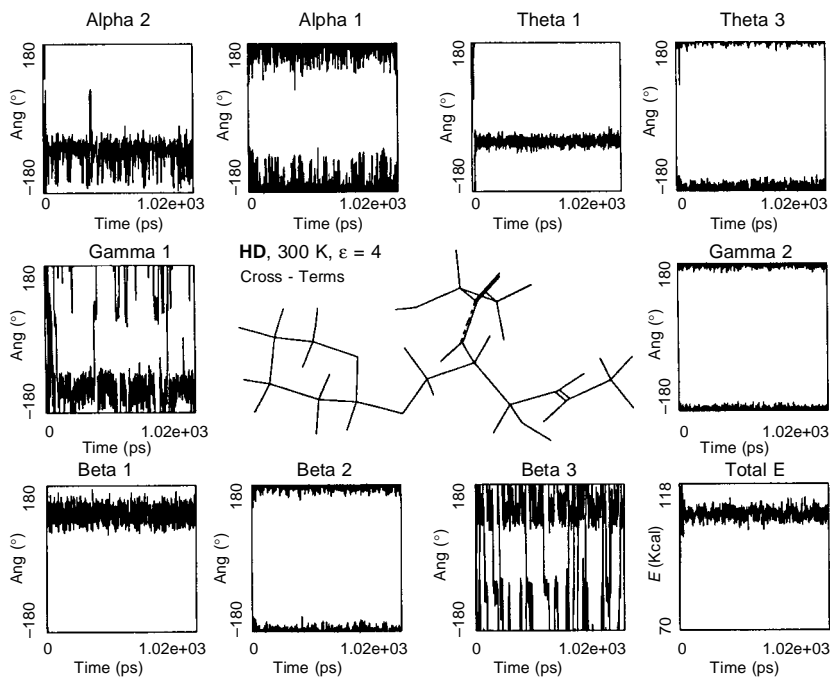 Alpha 2
Alpha 1
Theta 1
Theta 3
180
Ang (°)
−180
0
1.02e+03
Time (ps)
180
Ang (°)
−180
0
1.02e+03
Time (ps)
180
Ang (°)
−180
0
1.02e+03
Time (ps)
180
Ang (°)
−180
0
1.02e+03
Time (ps)
Gamma 1
HD, 300 K, ε = 4
Cross - Terms
Gamma 2
180
Ang (°)
−180
0
1.02e+03
Time (ps)
180
Ang (°)
−180
0
1.02e+03
Time (ps)
Beta 1
Beta 2
Beta 3
Total E
180
Ang (°)
−180
0
1.02e+03
Time (ps)
180
Ang (°)
−180
0
1.02e+03
Time (ps)
180
Ang (°)
−180
0
1.02e+03
Time (ps)
118
E (Kcal)
70
0
1.02e+03
Time (ps)